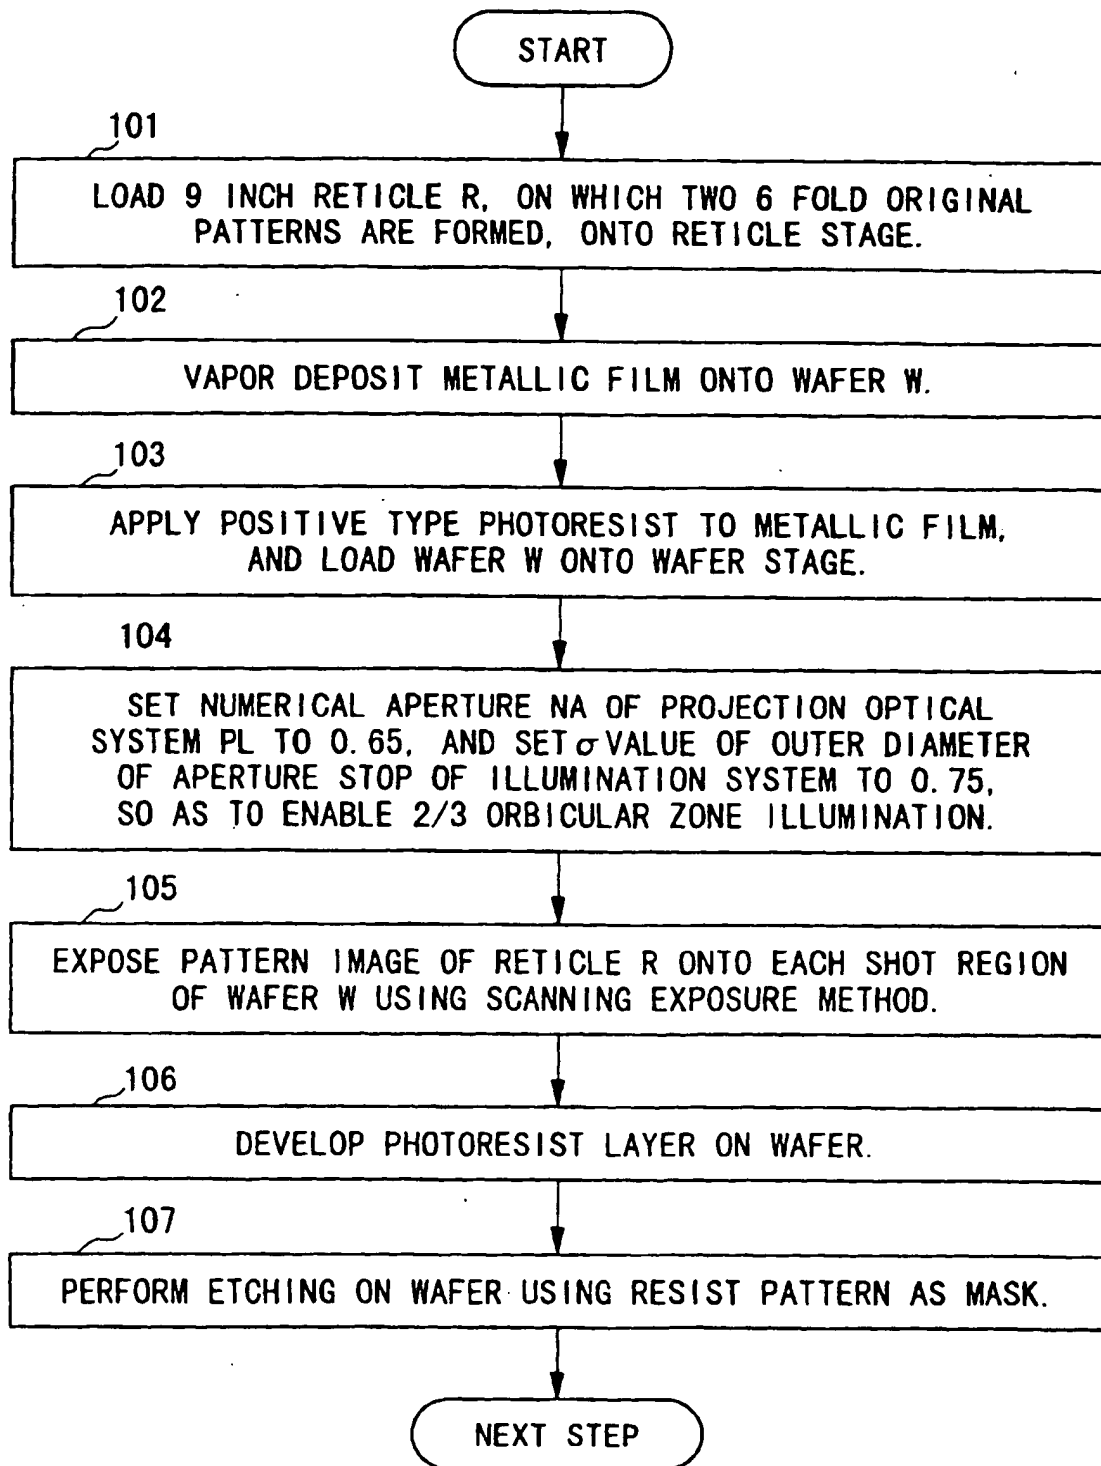 START
101
LOAD 9 INCH RETICLE R, ON WHICH TWO 6 FOLD ORIGINAL
PATTERNS ARE FORMED, ONTO RETICLE STAGE.
102
VAPOR DEPOSIT METALLIC FILM ONTO WAFER W.
103
APPLY POSITIVE TYPE PHOTORESIST TO METALLIC FILM,
AND LOAD WAFER W ONTO WAFER STAGE.
104
SET NUMERICAL APERTURE NA OF PROJECTION OPTICAL
SYSTEM PL TO 0.65, AND SET σ VALUE OF OUTER DIAMETER
OF APERTURE STOP OF ILLUMINATION SYSTEM TO 0.75,
SO AS TO ENABLE 2/3 ORBICULAR ZONE ILLUMINATION.
105
EXPOSE PATTERN IMAGE OF RETICLE R ONTO EACH SHOT REGION
OF WAFER W USING SCANNING EXPOSURE METHOD.
106
DEVELOP PHOTORESIST LAYER ON WAFER.
107
PERFORM ETCHING ON WAFER USING RESIST PATTERN AS MASK.
NEXT STEP